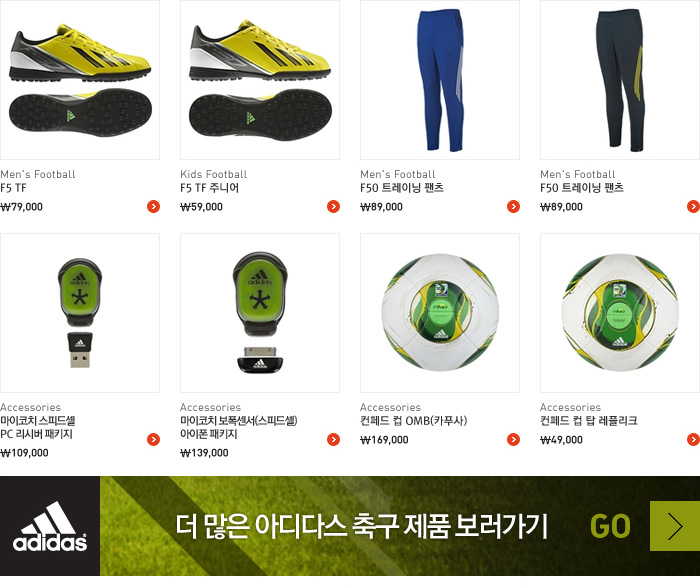 Men's Football
F5 TF
₩79,000
Kids Football
F5 TF 주니어
₩59,000
Men's Football
F50 트레이닝 팬츠
₩89,000
Men's Football
F50 트레이닝 팬츠
₩89,000
adidas
adidas
adidas
adidas
Accessories
마이코치 스피드셀
PC 리시버 패키지
₩109,000
Accessories
마이코치 보폭센서(스피드셀)
아이폰 패키지
₩139,000
Accessories
컨페드 컵 OMB(카푸사)
₩169,000
Accessories
컨페드 컵 탑 레플리크
₩49,000
adidas
더 많은 아디다스 축구 제품 보러가기
GO